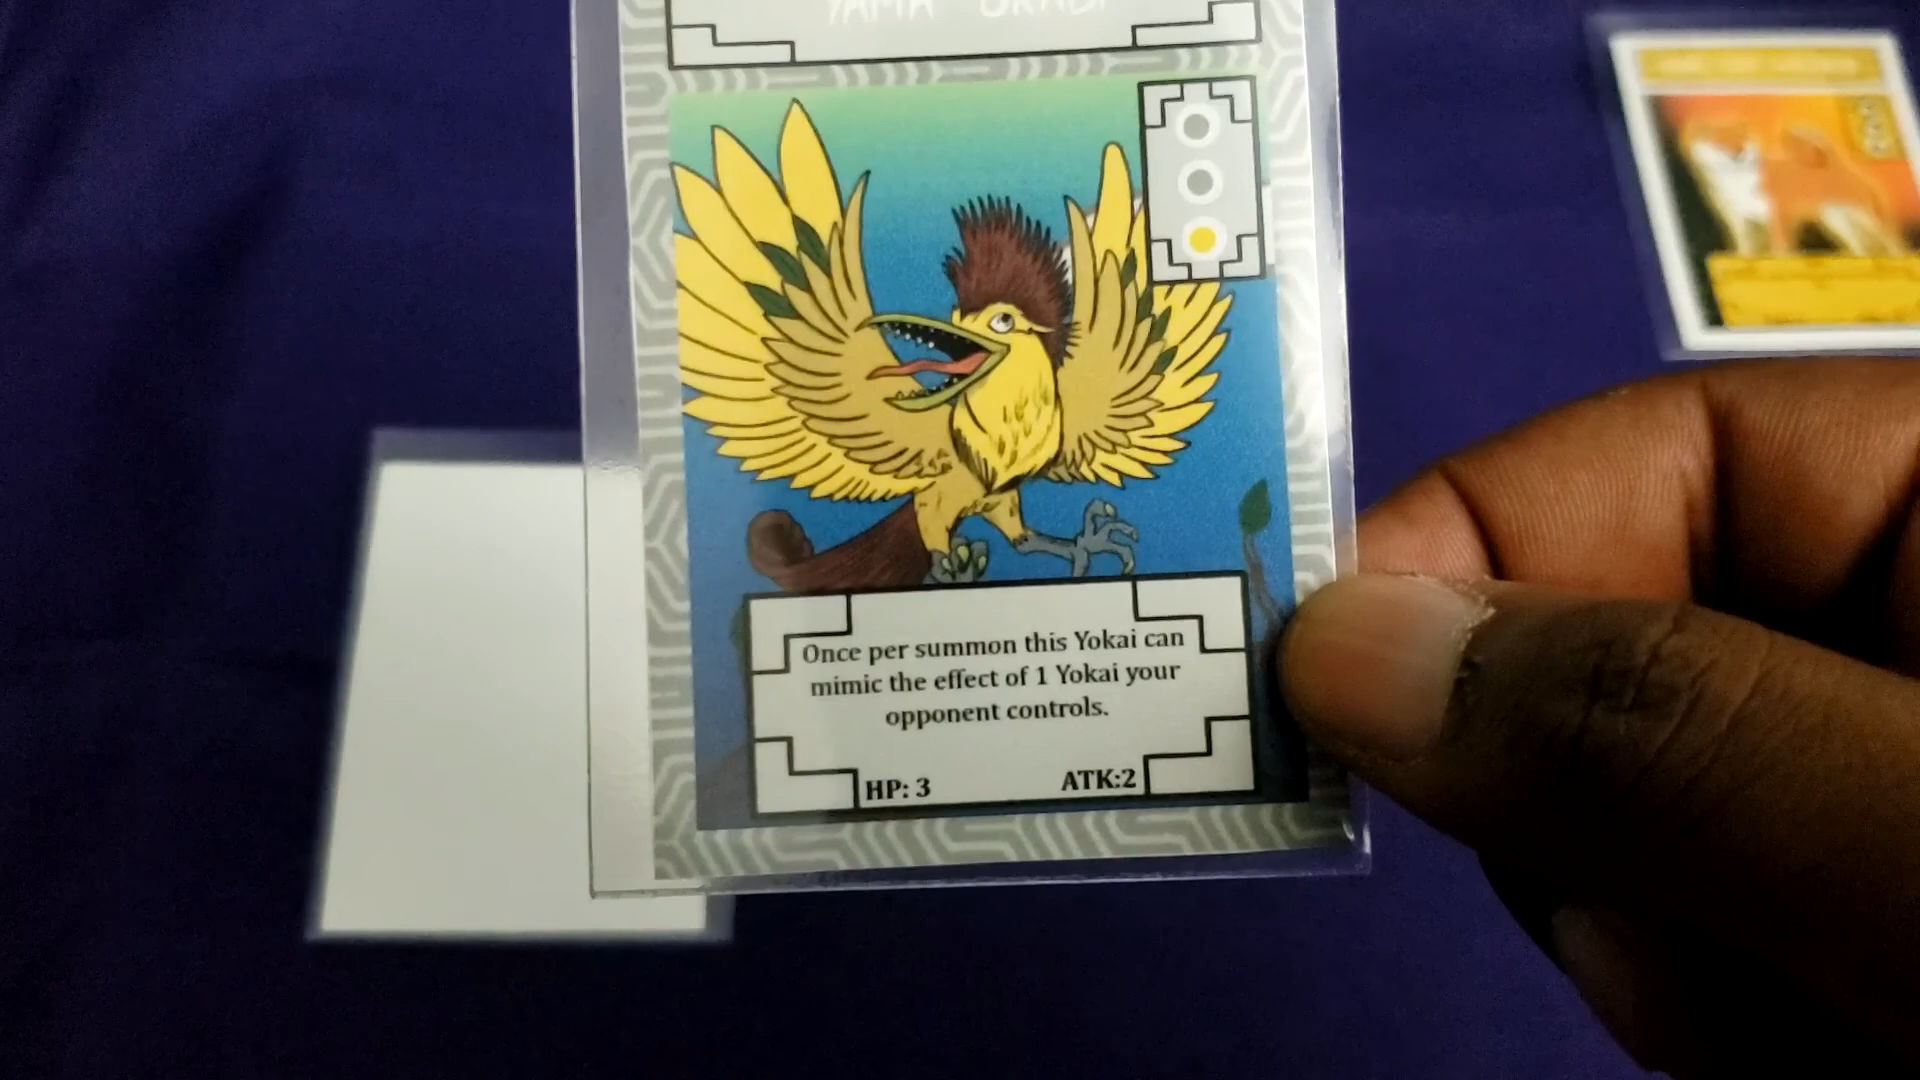 YAMA
Once per summon this Yokai can
mimic the effect of 1 Yokai your
opponent controls.
HP: 3 ATK:2